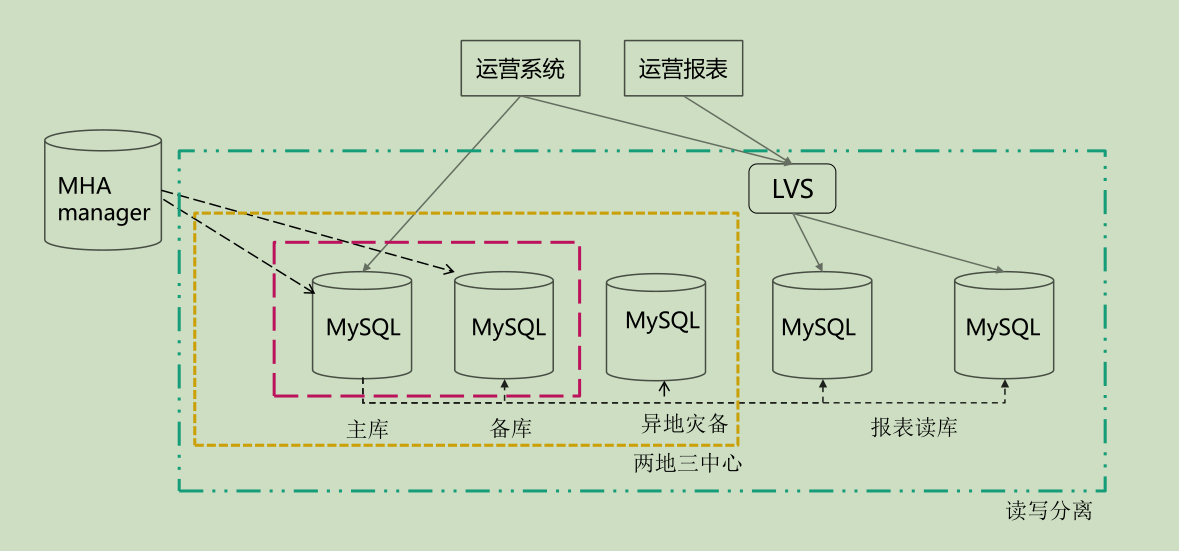 运营系统
运营报表
MHA
manager
LVS
MySQL
MySQL
MySQL
MySQL
MySQL
主库
备库
异地灾备
报表读库
两地三中心
读写分离